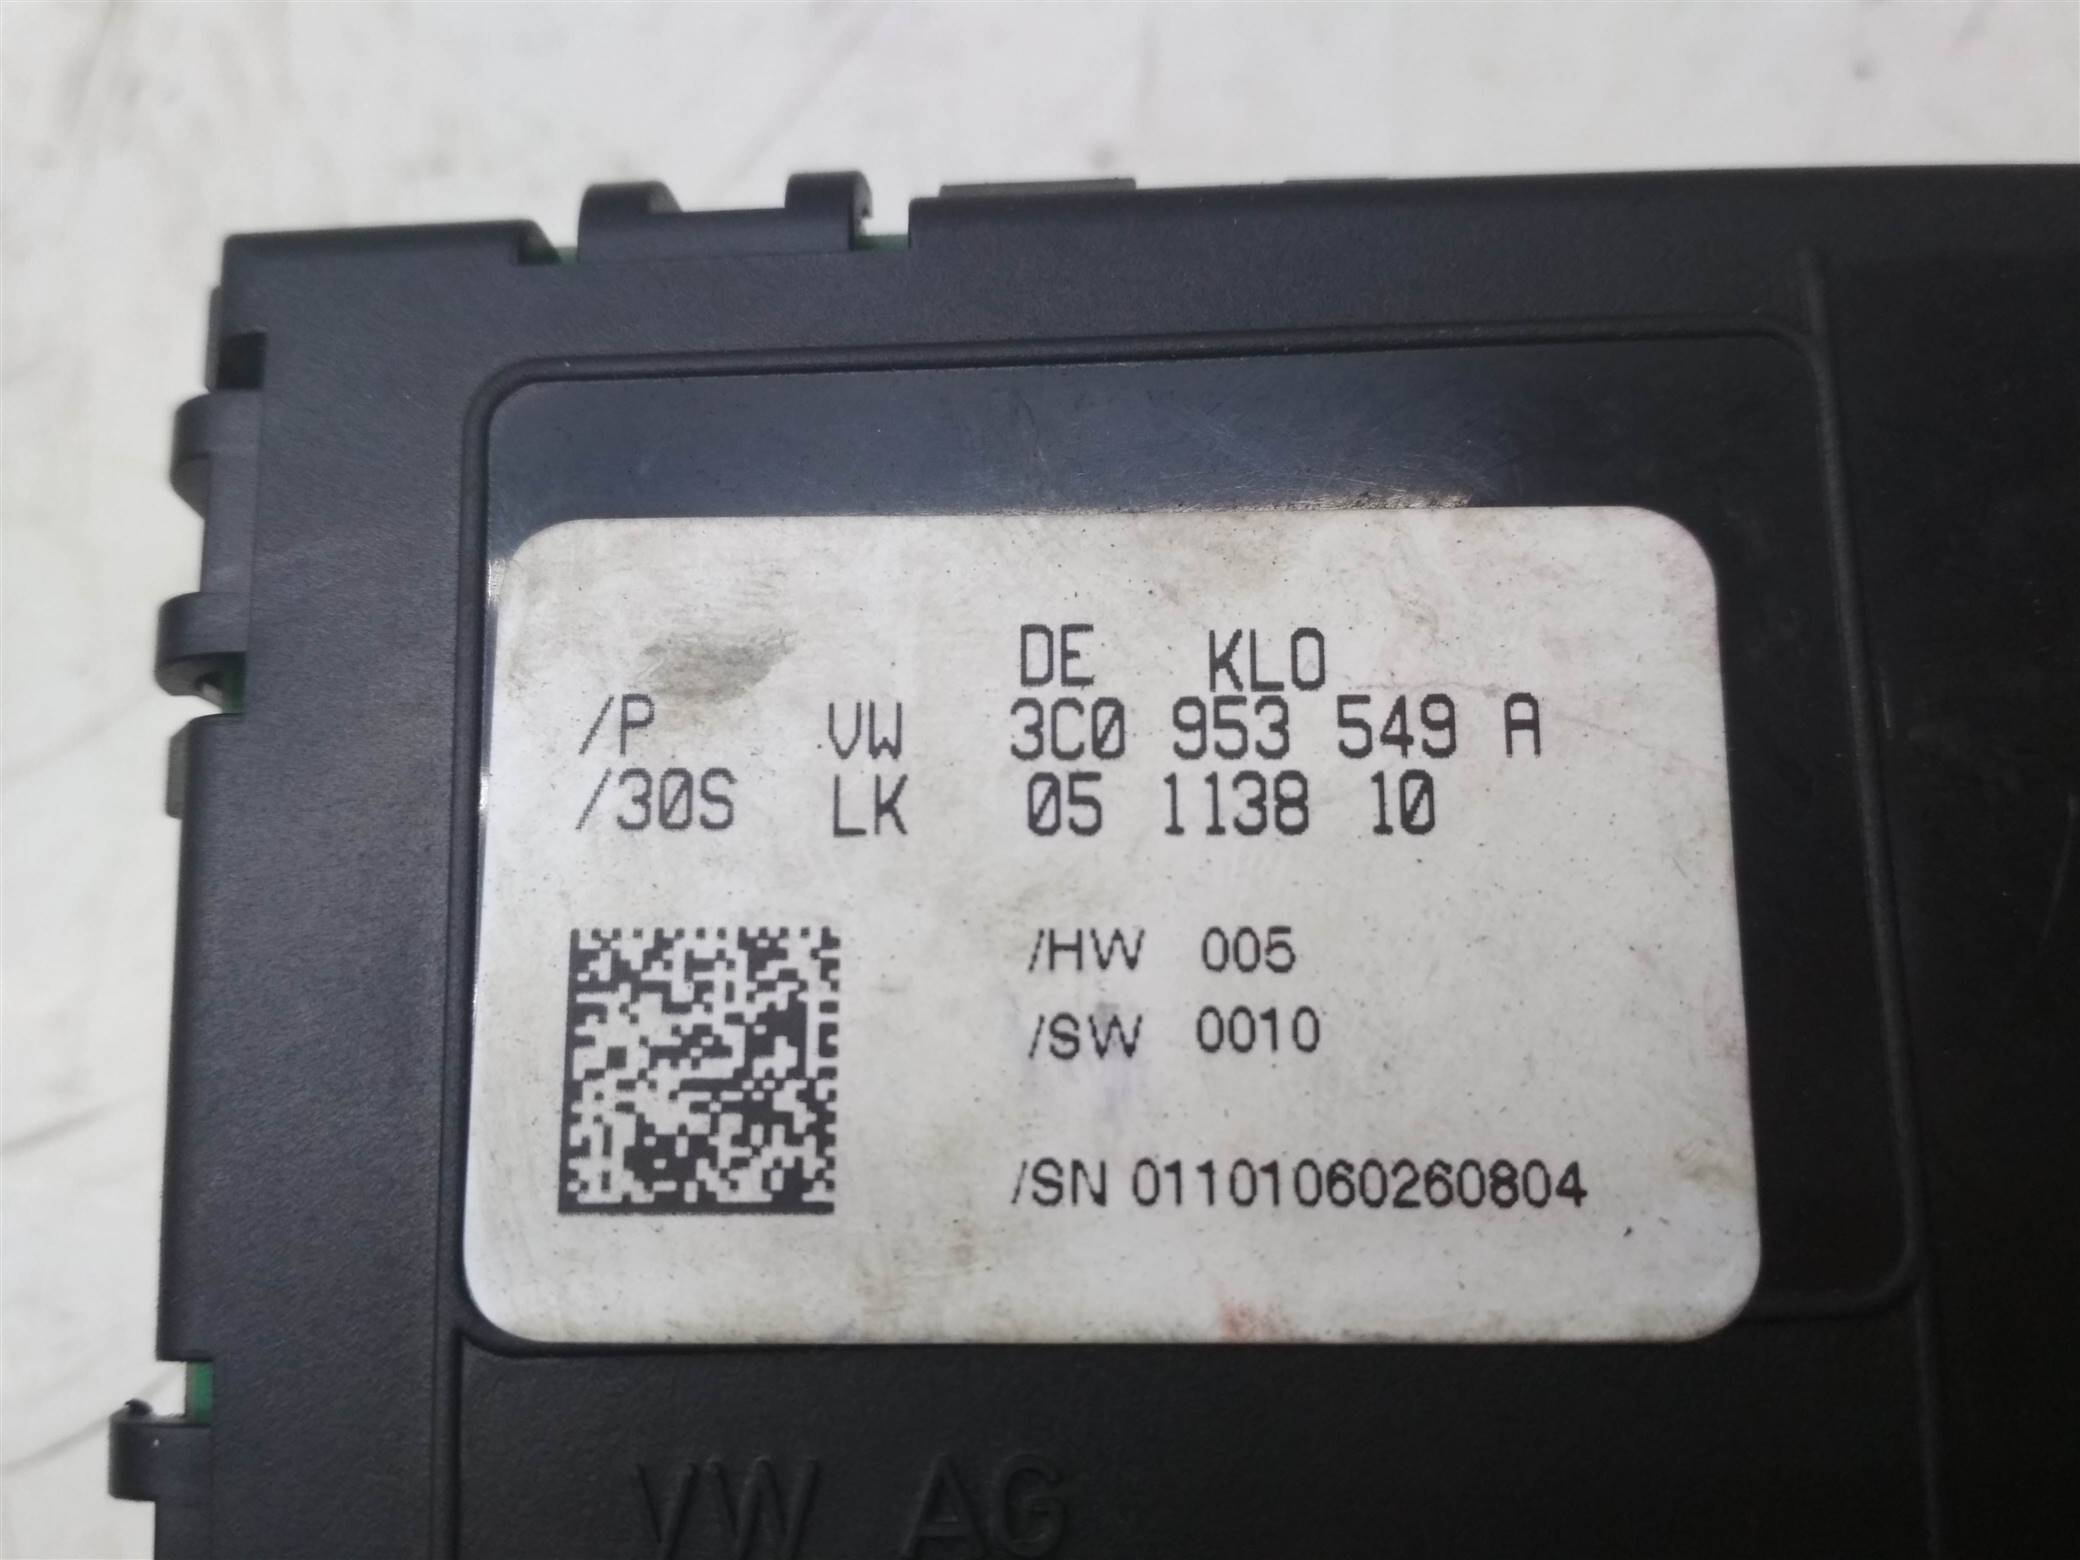 DE KLO
/P VW 3C0 953 549 A
/30S LK 05 1138 10
/HW 005
/SW 0010
/SN 01101060260804
VW AG